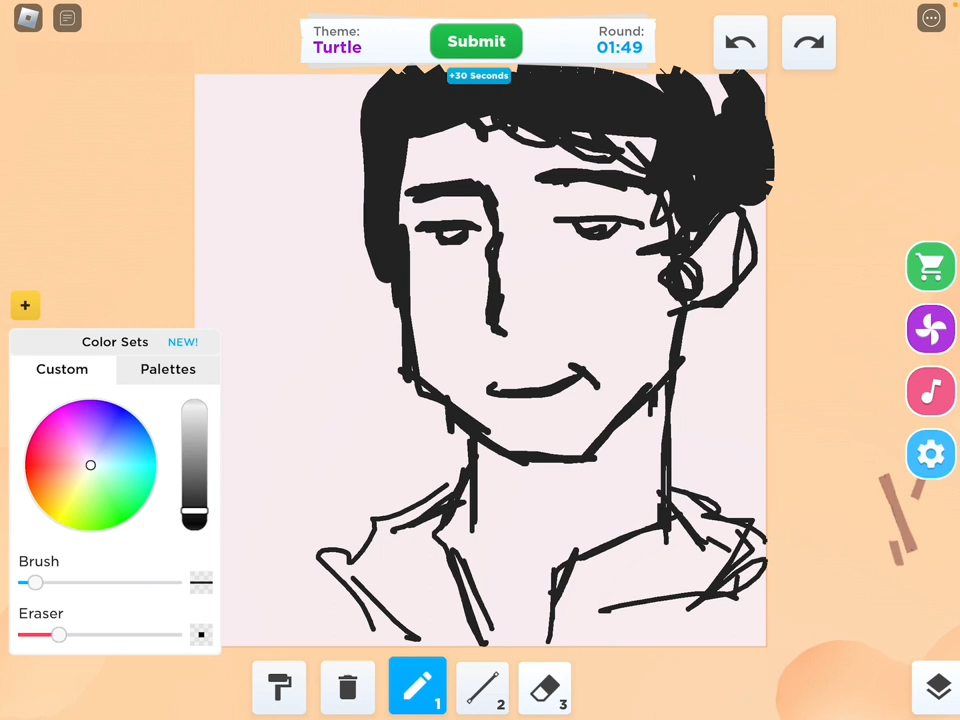 Theme:
Turtle
Submit
Round:
01:49
+30 Seconds
+
Color Sets NEW!
Custom Palettes
Brush
Eraser
1
2
3